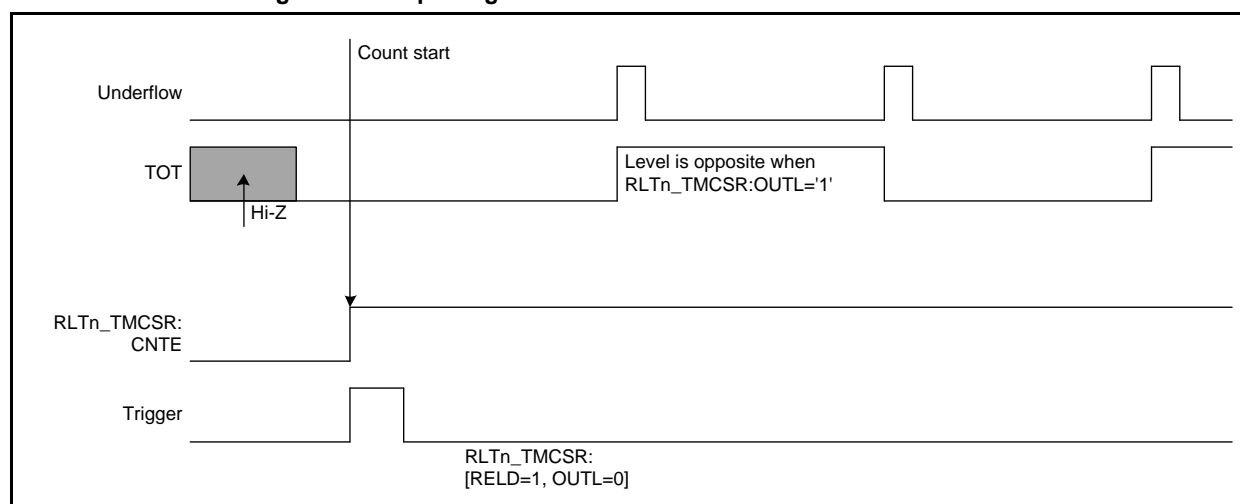 Count start
Underflow
TOT
Level is opposite when
RLTn_TMCSR:OUTL='1'
Hi-Z
RLTn_TMCSR:
CNTE
Trigger
RLTn_TMCSR:
[RELD=1, OUTL=0]